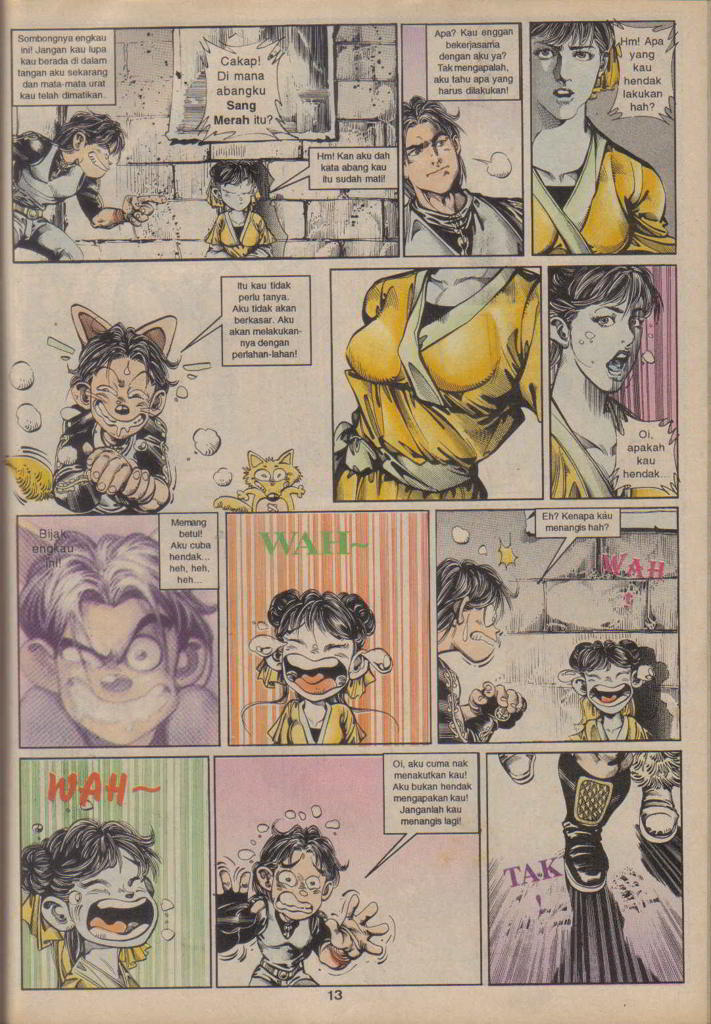 Sombongnya engkau
ini! Jangan kau lupa
kau berada di dalam
tangan aku sekarang
dan mata-mata urat
kau telah dimatikan.
Cakap!
Di mana
abangku
Sang
Merah itu?
Hm! Kan aku dah
kata abang kau
itu sudah mati!
Apa? Kau enggan
bekerjasama
dengan aku ya?
Tak mengapalah,
aku tahu apa yang
harus dilakukan!
Hm! Apa
yang
kau
hendak
lakukan
hah?
Itu kau tidak
perlu tanya.
Aku tidak akan
berkasar. Aku
akan melakukan-
nya dengan
perlahan-lahan!
Oi,
apakah
kau
hendak...
Bijak
engkau
ini!
Memang
betul!
Aku cuba
hendak...
heh, heh,
heh...
WAH~
Eh? Kenapa kau
menangis hah?
WAH
!
WAH~
Oi, aku cuma nak
menakutkan kau!
Aku bukan hendak
mengapakan kau!
Janganlah kau
menangis lagi!
TAK
!
13